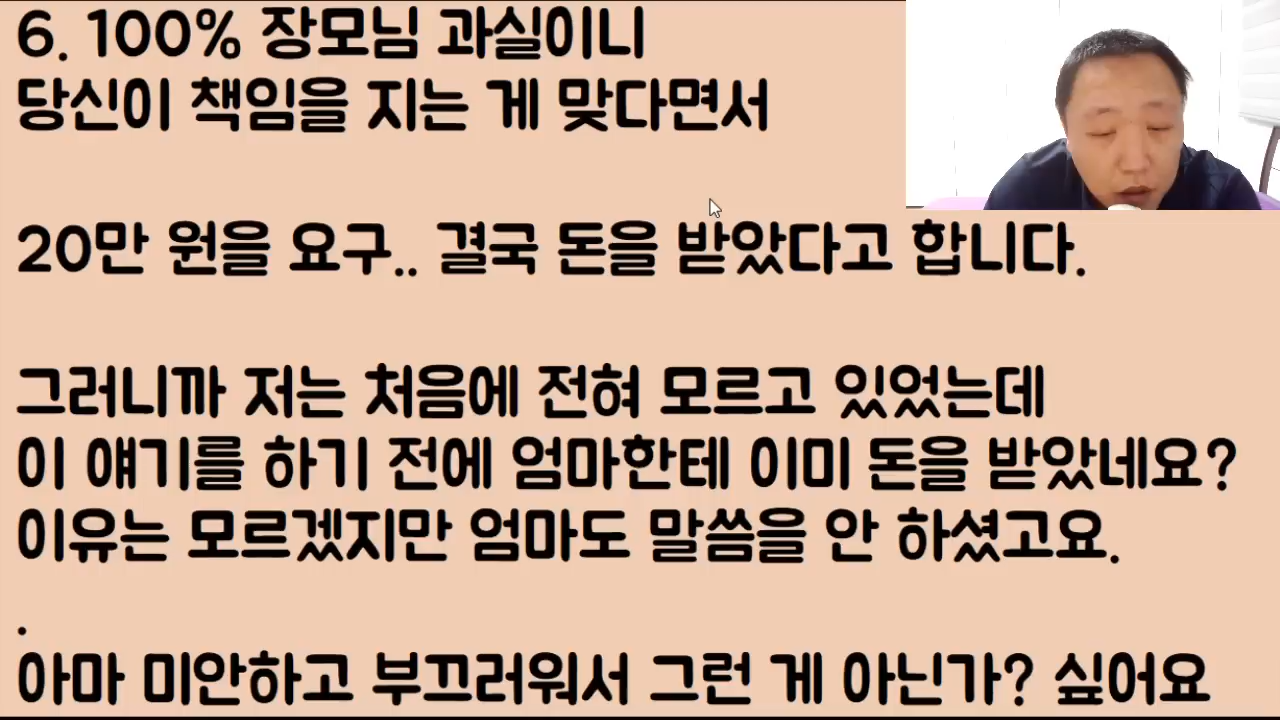 6. 100% 장모님 과실이니
당신이 책임을 지는 게 맞다면서
20만 원을 요구.. 결국 돈을 받았다고 합니다.
그러니까 저는 처음에 전혀 모르고 있었는데
이 얘기를 하기 전에 엄마한테 이미 돈을 받았네요?
이유는 모르겠지만 엄마도 말씀을 안 하셨고요.
.
아마 미안하고 부끄러워서 그런 게 아닌가? 싶어요